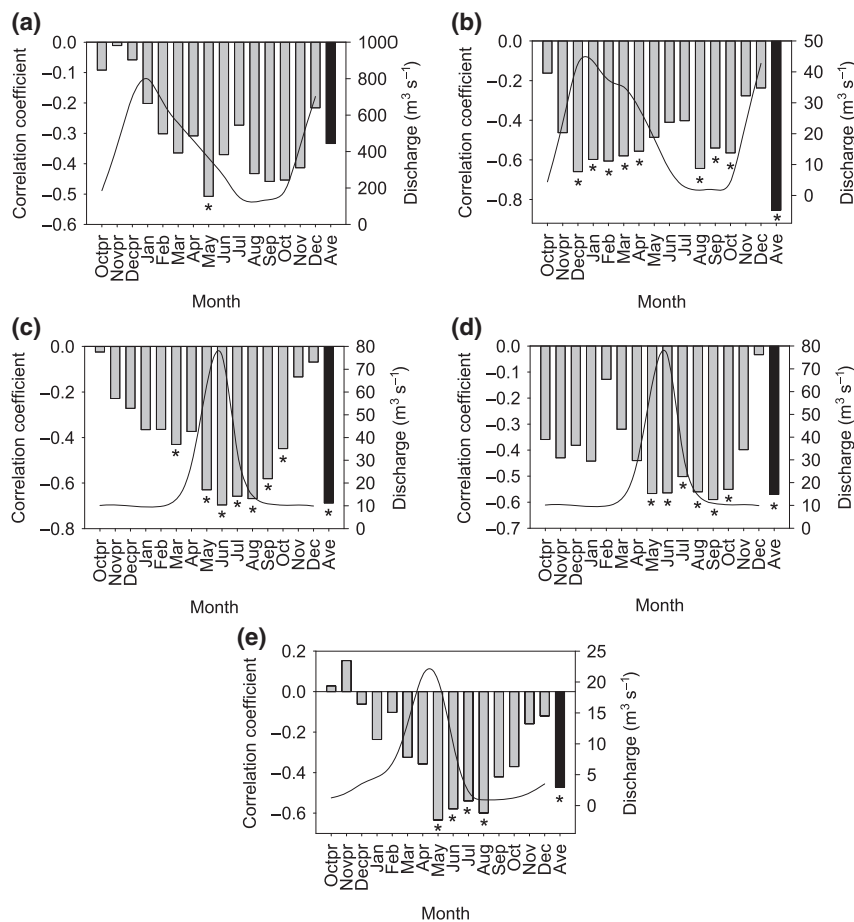 (a)
Correlation coefficient
0.0
−0.1
−0.2
−0.3
−0.4
−0.5
−0.6
*
1000
800
600
400
200
0
Discharge (m³ s⁻¹)
Octpr
Novpr
Decpr
Jan
Feb
Mar
Apr
May
Jun
Jul
Aug
Sep
Oct
Nov
Dec
Ave
Month
(b)
Correlation coefficient
0.0
−0.2
−0.4
−0.6
−0.8
* * * * * * * * *
50
40
30
20
10
0
Discharge (m³ s⁻¹)
Octpr
Novpr
Decpr
Jan
Feb
Mar
Apr
May
Jun
Jul
Aug
Sep
Oct
Nov
Dec
Ave
Month
(c)
Correlation coefficient
0.0
−0.2
−0.4
−0.6
−0.8
* * * * * * * *
80
70
60
50
40
30
20
10
0
Discharge (m³ s⁻¹)
Octpr
Novpr
Decpr
Jan
Feb
Mar
Apr
May
Jun
Jul
Aug
Sep
Oct
Nov
Dec
Ave
Month
(d)
Correlation coefficient
0.0
−0.1
−0.2
−0.3
−0.4
−0.5
−0.6
−0.7
* * * * * * *
80
70
60
50
40
30
20
10
0
Discharge (m³ s⁻¹)
Octpr
Novpr
Decpr
Jan
Feb
Mar
Apr
May
Jun
Jul
Aug
Sep
Oct
Nov
Dec
Ave
Month
(e)
Correlation coefficient
0.2
0.0
−0.2
−0.4
−0.6
* * * * *
25
20
15
10
5
0
Discharge (m³ s⁻¹)
Octpr
Novpr
Decpr
Jan
Feb
Mar
Apr
May
Jun
Jul
Aug
Sep
Oct
Nov
Dec
Ave
Month